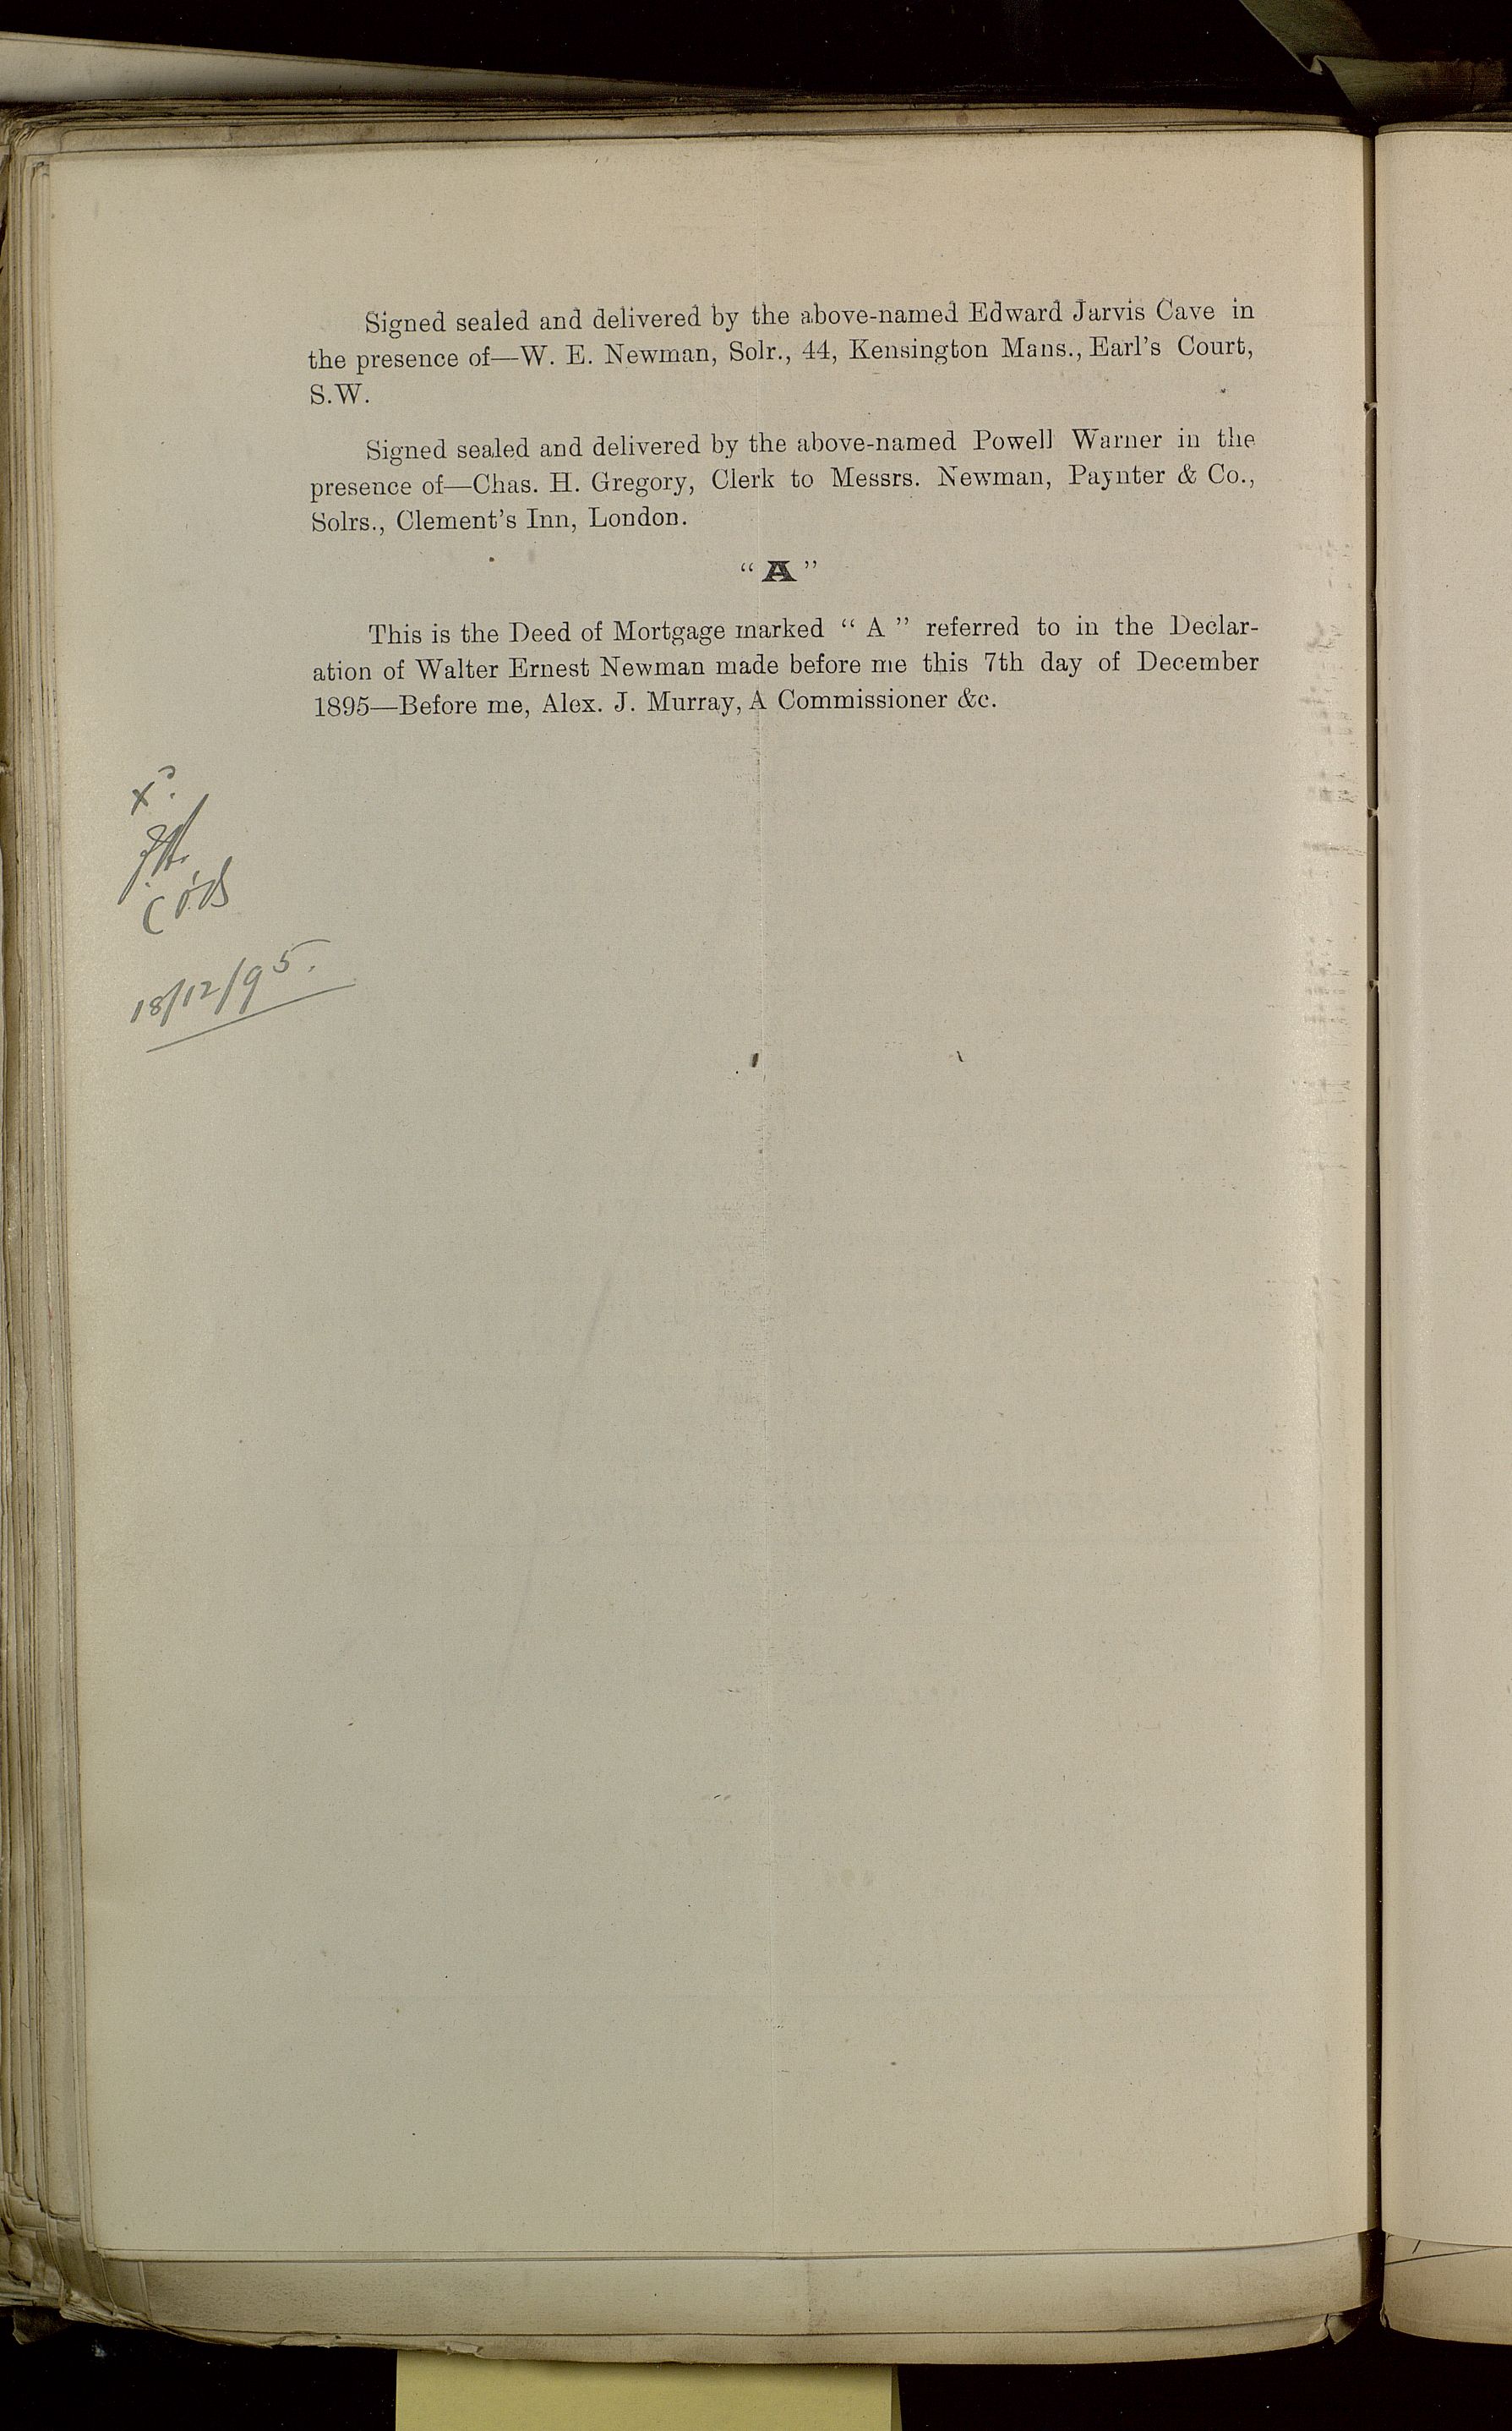 Signed sealed and delivered by the above-named Edward Jarvis Cave in
the presence of—W. E. Newman, Solr., 44, Kensington Mans., Earl's Court,
S.W.
Signed sealed and delivered by the above-named Powell Warner in the
presence of—Chas. H. Gregory, Clerk to Messrs. Newman, Paynter & Co.,
Solrs., Clement's Inn, London.
“A”
This is the Deed of Mortgage marked “ A ” referred to in the Declar-
ation of Walter Ernest Newman made before me this 7th day of December
1895—Before me, Alex. J. Murray, A Commissioner &c.
18/12/95.